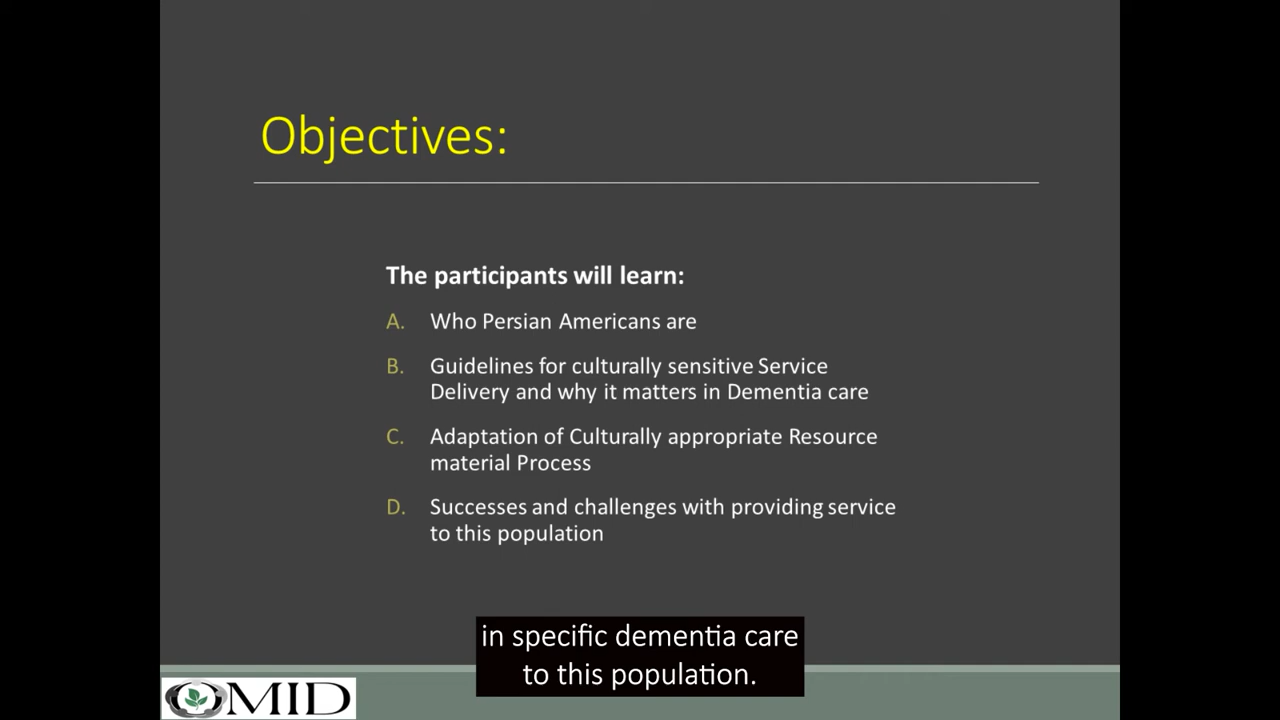 Objectives:
The participants will learn:
A. Who Persian Americans are
B. Guidelines for culturally sensitive Service
Delivery and why it matters in Dementia care
C. Adaptation of Culturally appropriate Resource
material Process
D. Successes and challenges with providing service
to this population
in specific dementia care
to this population.
OMID